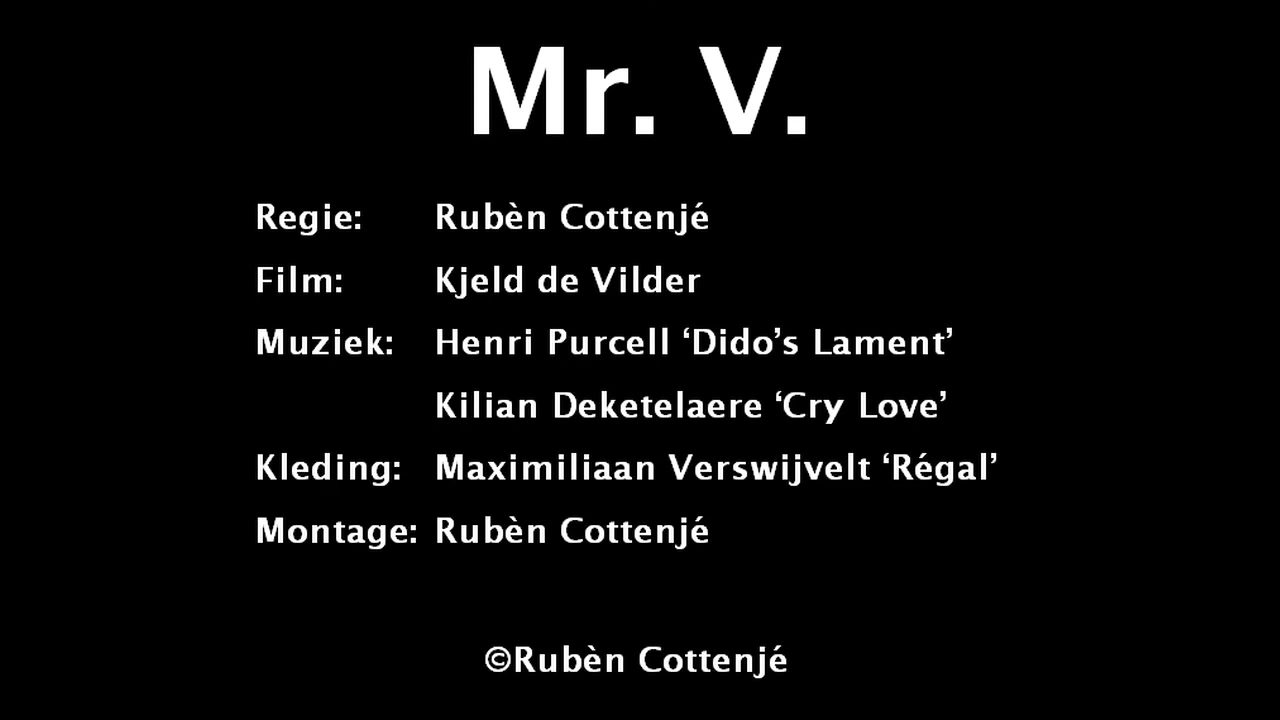 Mr. V.
Regie: Rubèn Cottenjé
Film: Kjeld de Vilder
Muziek: Henri Purcell ‘Dido’s Lament’
Kilian Deketelaere ‘Cry Love’
Kleding: Maximiliaan Verswijvelt ‘Régal’
Montage: Rubèn Cottenjé
©Rubèn Cottenjé